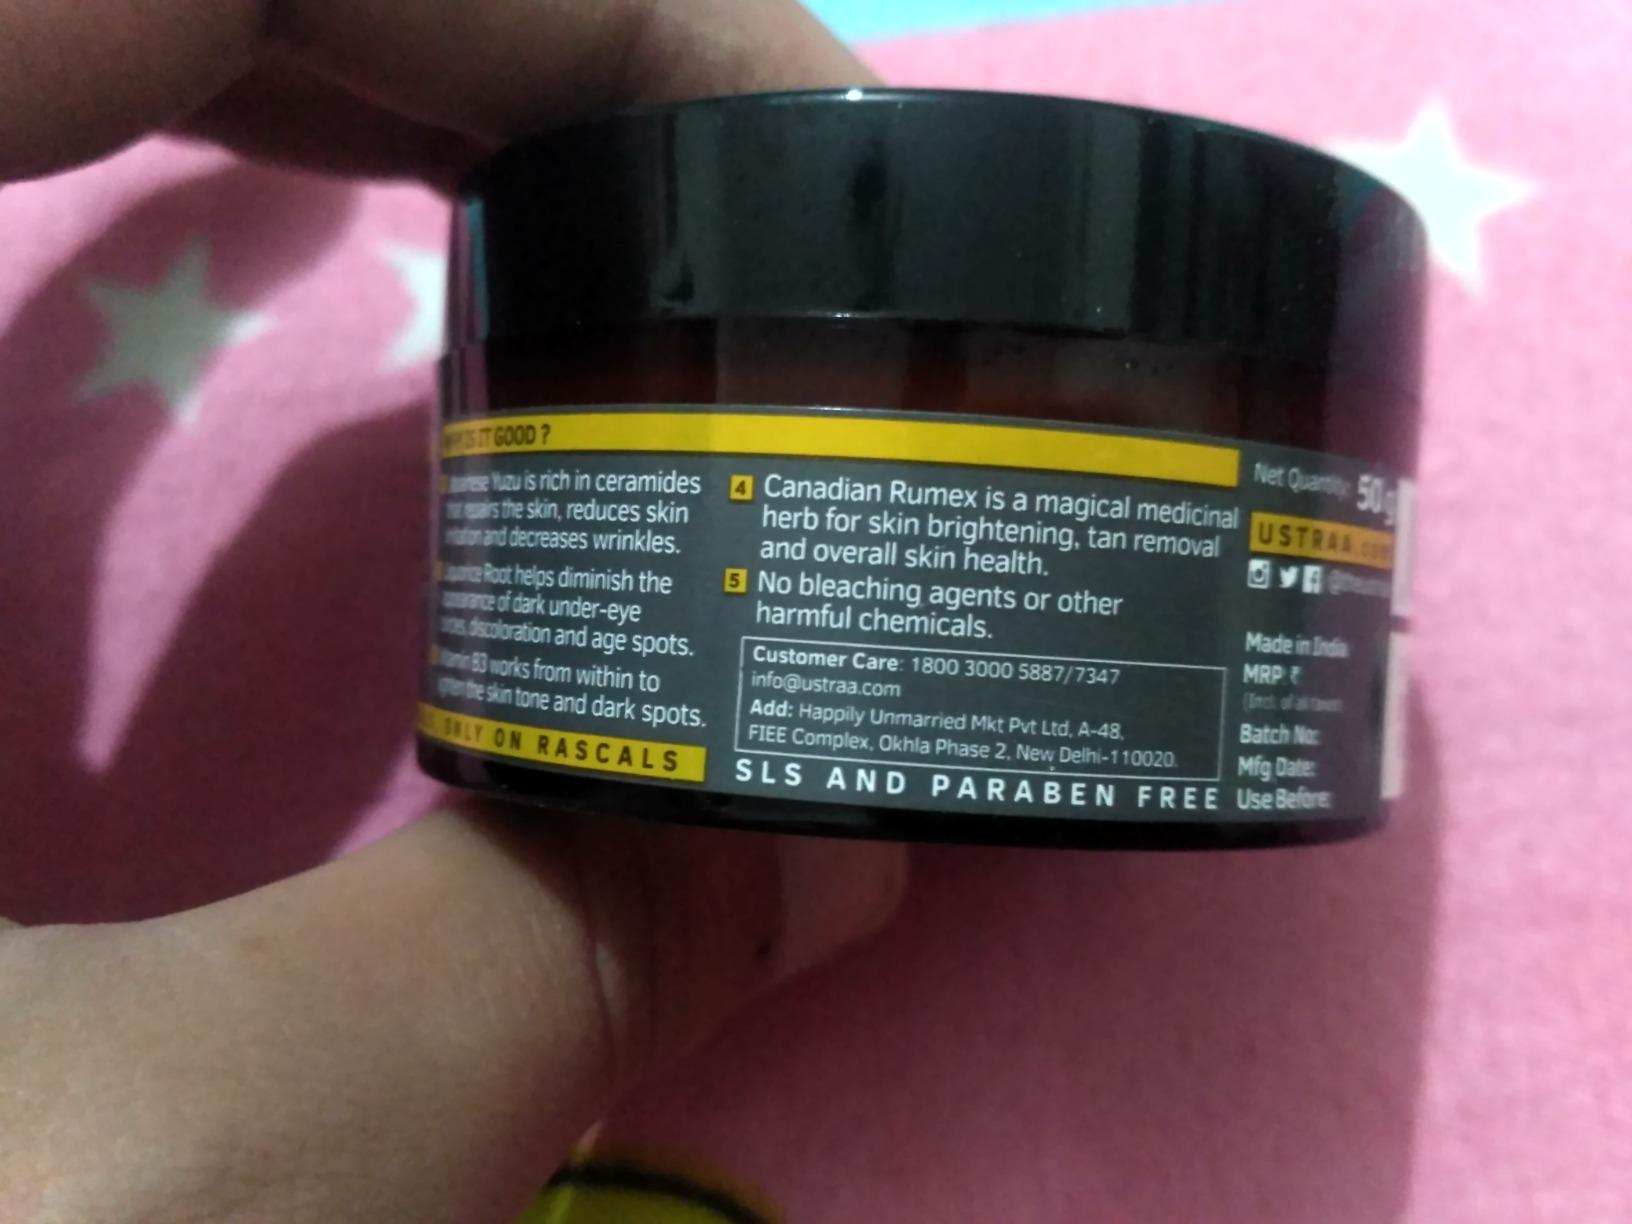 IS IT GOOD ?
Yuzu is rich in ceramides
the skin, reduces skin
and decreases wrinkles.
Root helps diminish the
of dark under-eye
discoloration and age spots.
B3 works from within to
the skin tone and dark spots.
ONLY ON RASCALS
4 Canadian Rumex is a magical medicinal
herb for skin brightening, tan removal
and overall skin health.
5 No bleaching agents or other
harmful chemicals.
Customer Care: 1800 3000 5887/7347
info@ustraa.com
Add: Happily Unmarried Mkt Pvt Ltd, A-48,
FIEE Complex, Okhla Phase 2, New Delhi-110020.
SLS AND PARABEN FREE
Net Quantity: 50 g
USTRAA.com
Made in India
MRP: ₹
Batch No:
Mfg Date:
Use Before: